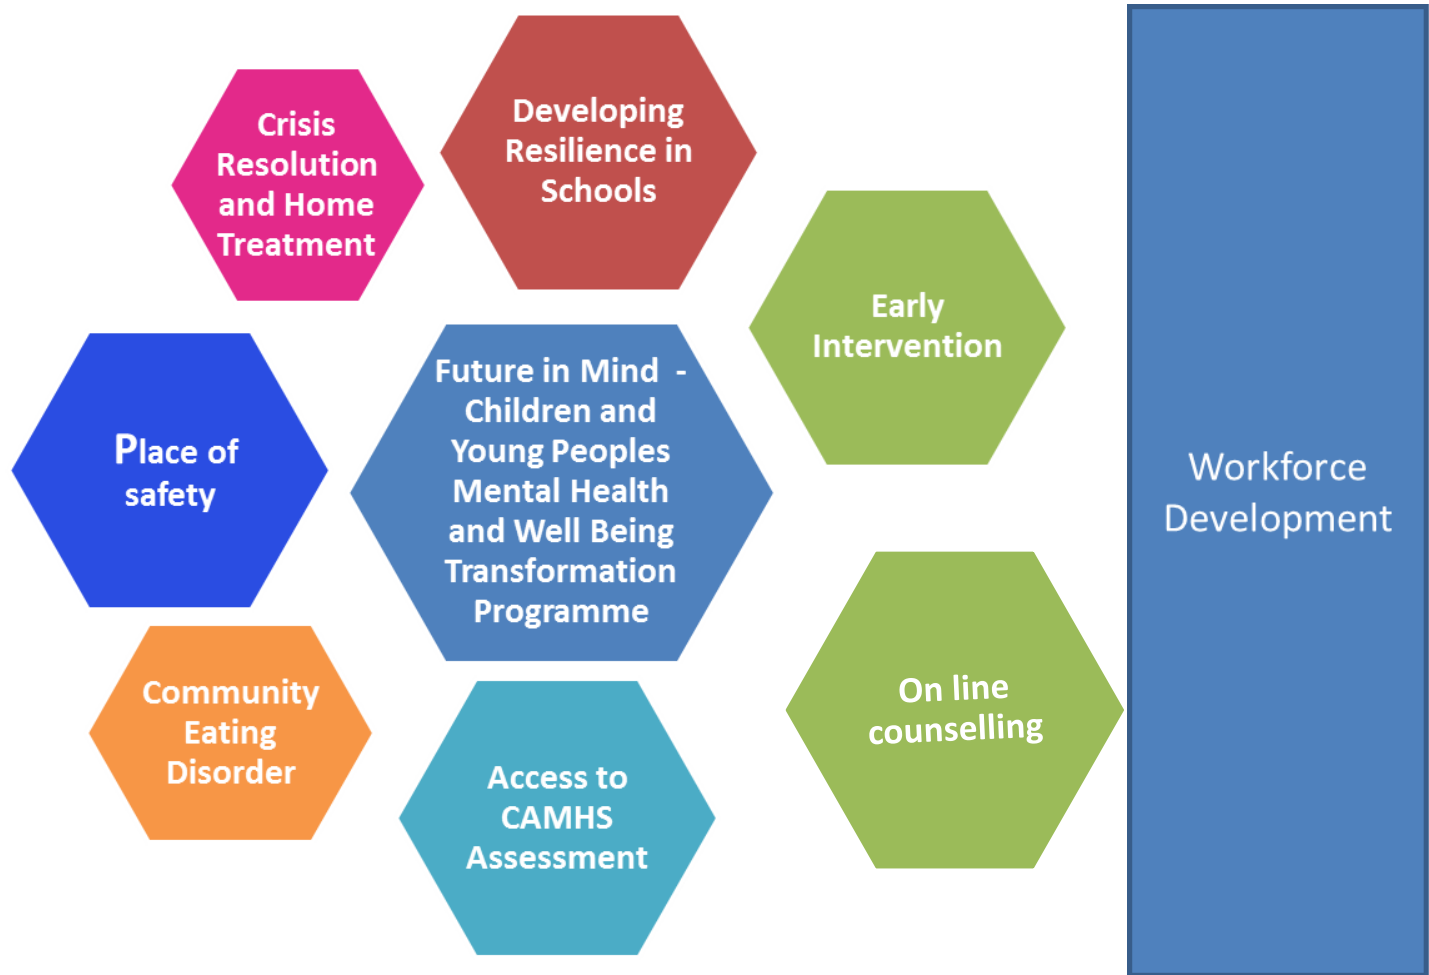 Crisis
Resolution
and Home
Treatment
Developing
Resilience in
Schools
Early
Intervention
Place of
safety
Future in Mind  -
Children and
Young Peoples
Mental Health
and Well Being
Transformation
Programme
Workforce
Development
Community
Eating
Disorder
Access to
CAMHS
Assessment
On line
counselling